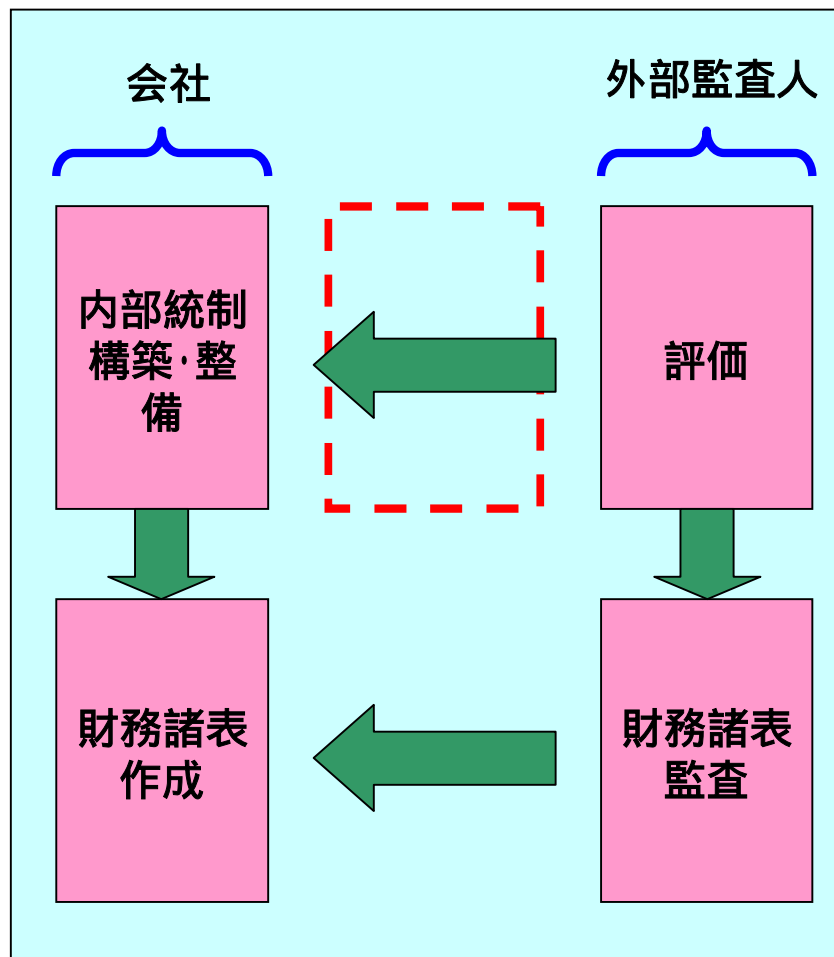 会社
外部監査人
内部統制
構築・整
備
評価
財務諸表
作成
財務諸表
監査